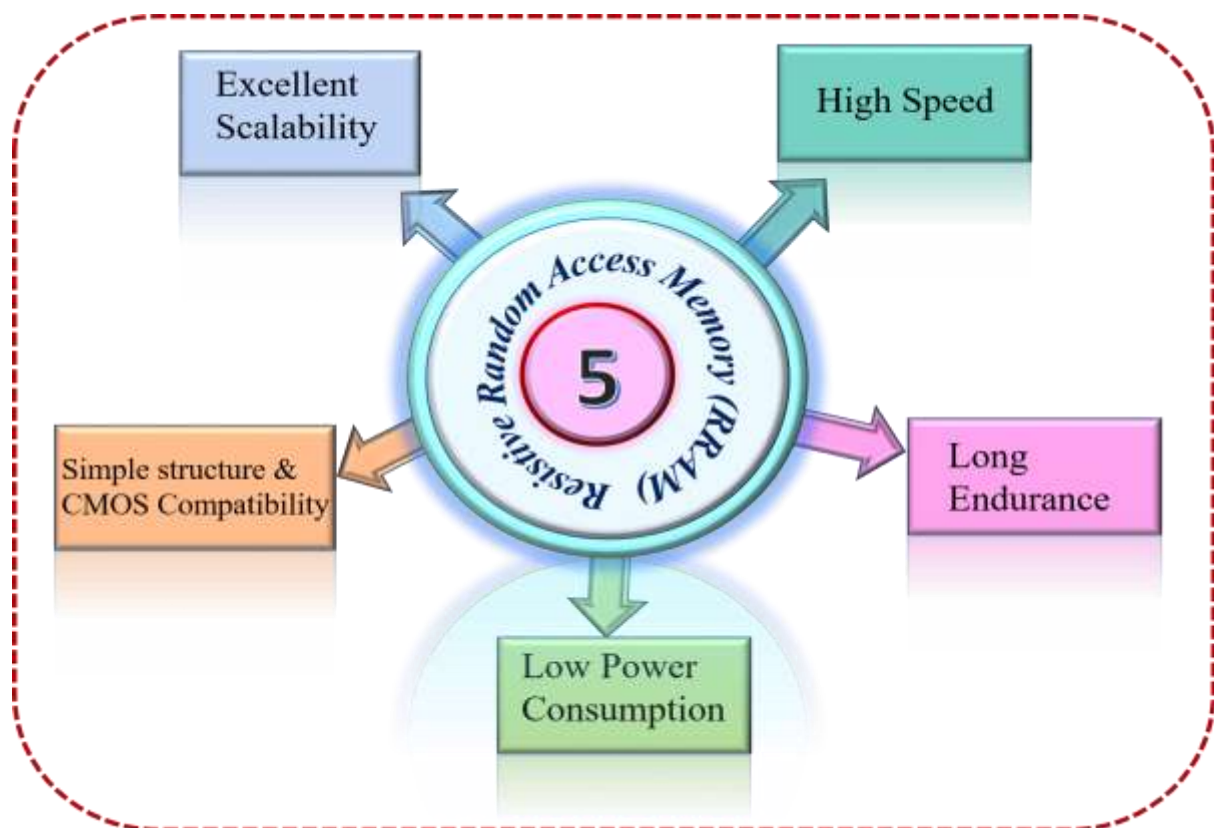 Excellent
Scalability
High Speed
Resistive Random Access Memory (RRAM)
5
Simple structure &
CMOS Compatibility
Long
Endurance
Low Power
Consumption